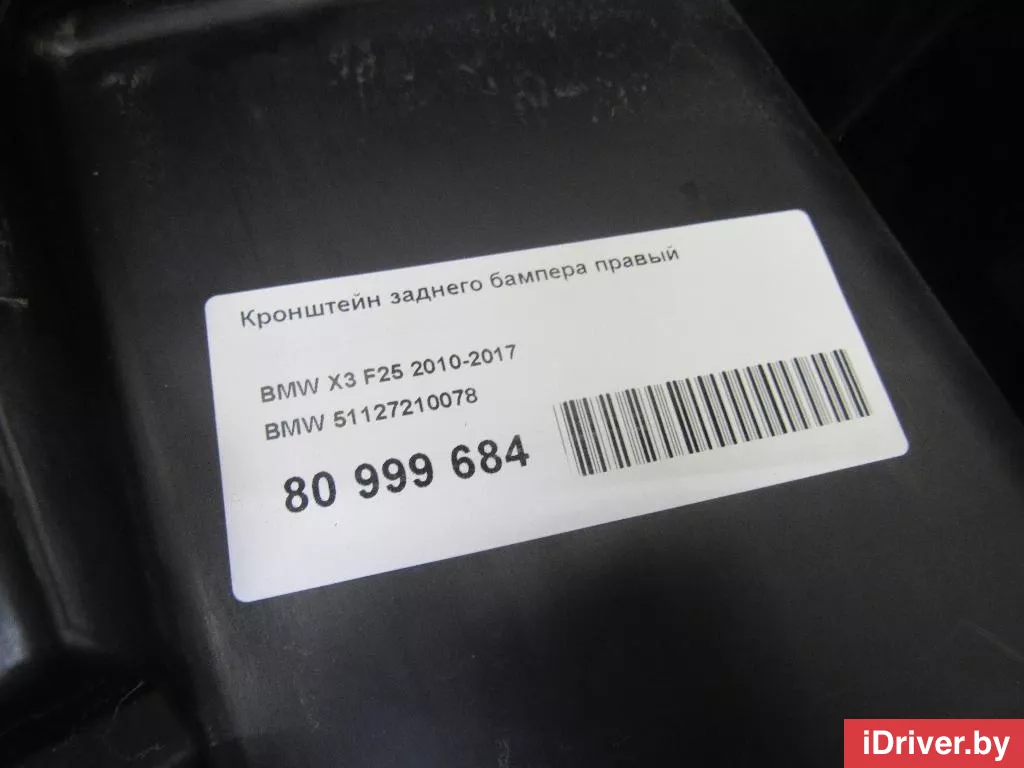 Кронштейн заднего бампера правый
BMW X3 F25 2010-2017
BMW 51127210078
80 999 684
iDriver.by